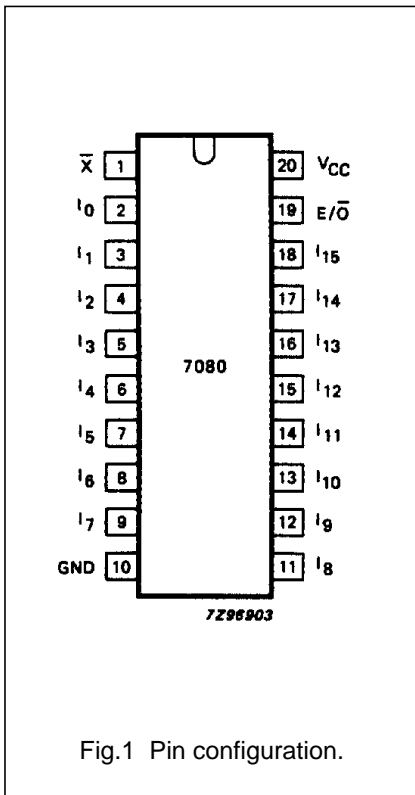 X̅ 1 20 VCC
I0 2 19 E/O̅
I1 3 18 I15
I2 4 17 I14
I3 5 16 I13
I4 6 7080 15 I12
I5 7 14 I11
I6 8 13 I10
I7 9 12 I9
GND 10 11 I8
7Z96903
Fig.1 Pin configuration.